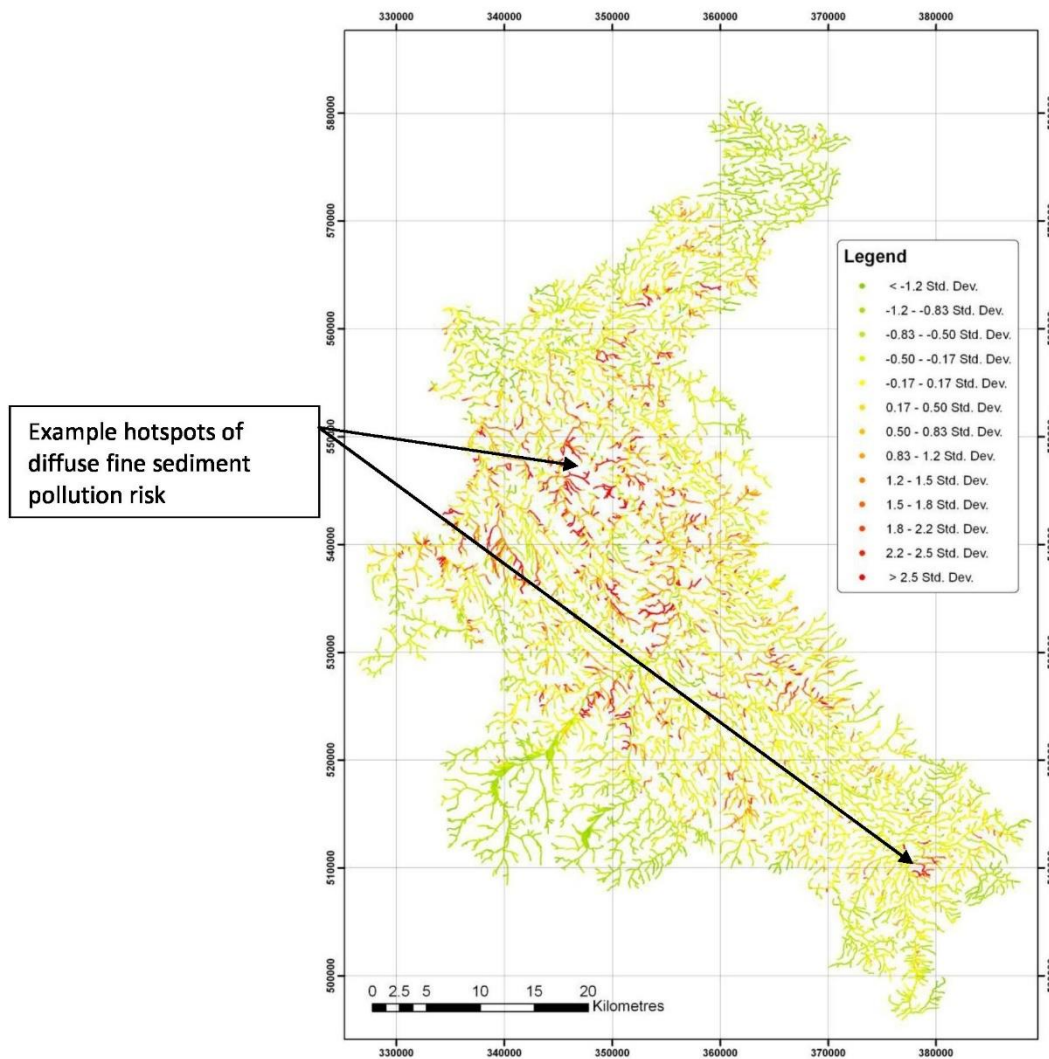 330000 340000 350000 360000 370000 380000
580000
570000
560000
550000
540000
530000
520000
510000
500000
Legend
< -1.2 Std. Dev.
-1.2 - -0.83 Std. Dev.
-0.83 - -0.50 Std. Dev.
-0.50 - -0.17 Std. Dev.
-0.17 - 0.17 Std. Dev.
0.17 - 0.50 Std. Dev.
0.50 - 0.83 Std. Dev.
0.83 - 1.2 Std. Dev.
1.2 - 1.5 Std. Dev.
1.5 - 1.8 Std. Dev.
1.8 - 2.2 Std. Dev.
2.2 - 2.5 Std. Dev.
> 2.5 Std. Dev.
Example hotspots of
diffuse fine sediment
pollution risk
0 2.5 5 10 15 20
Kilometres
330000 340000 350000 360000 370000 380000